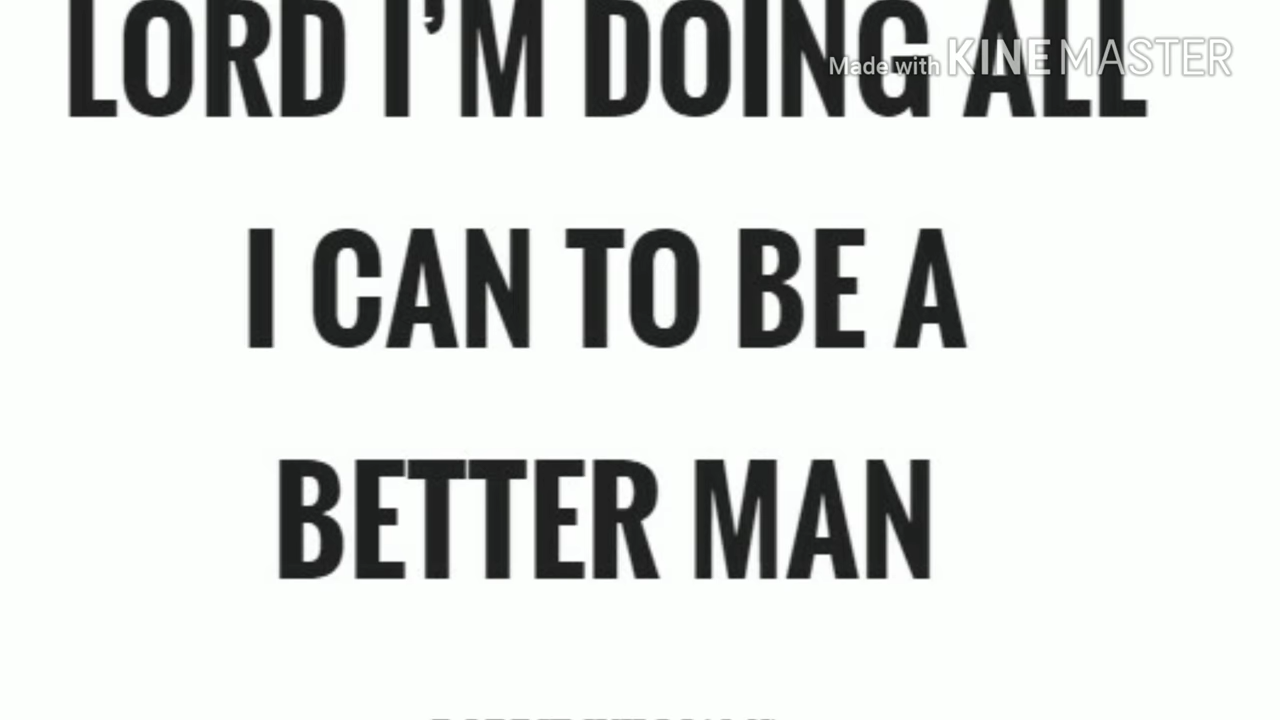 LORD I'M DOING ALL
Made with KINEMASTER
I CAN TO BE A
BETTER MAN